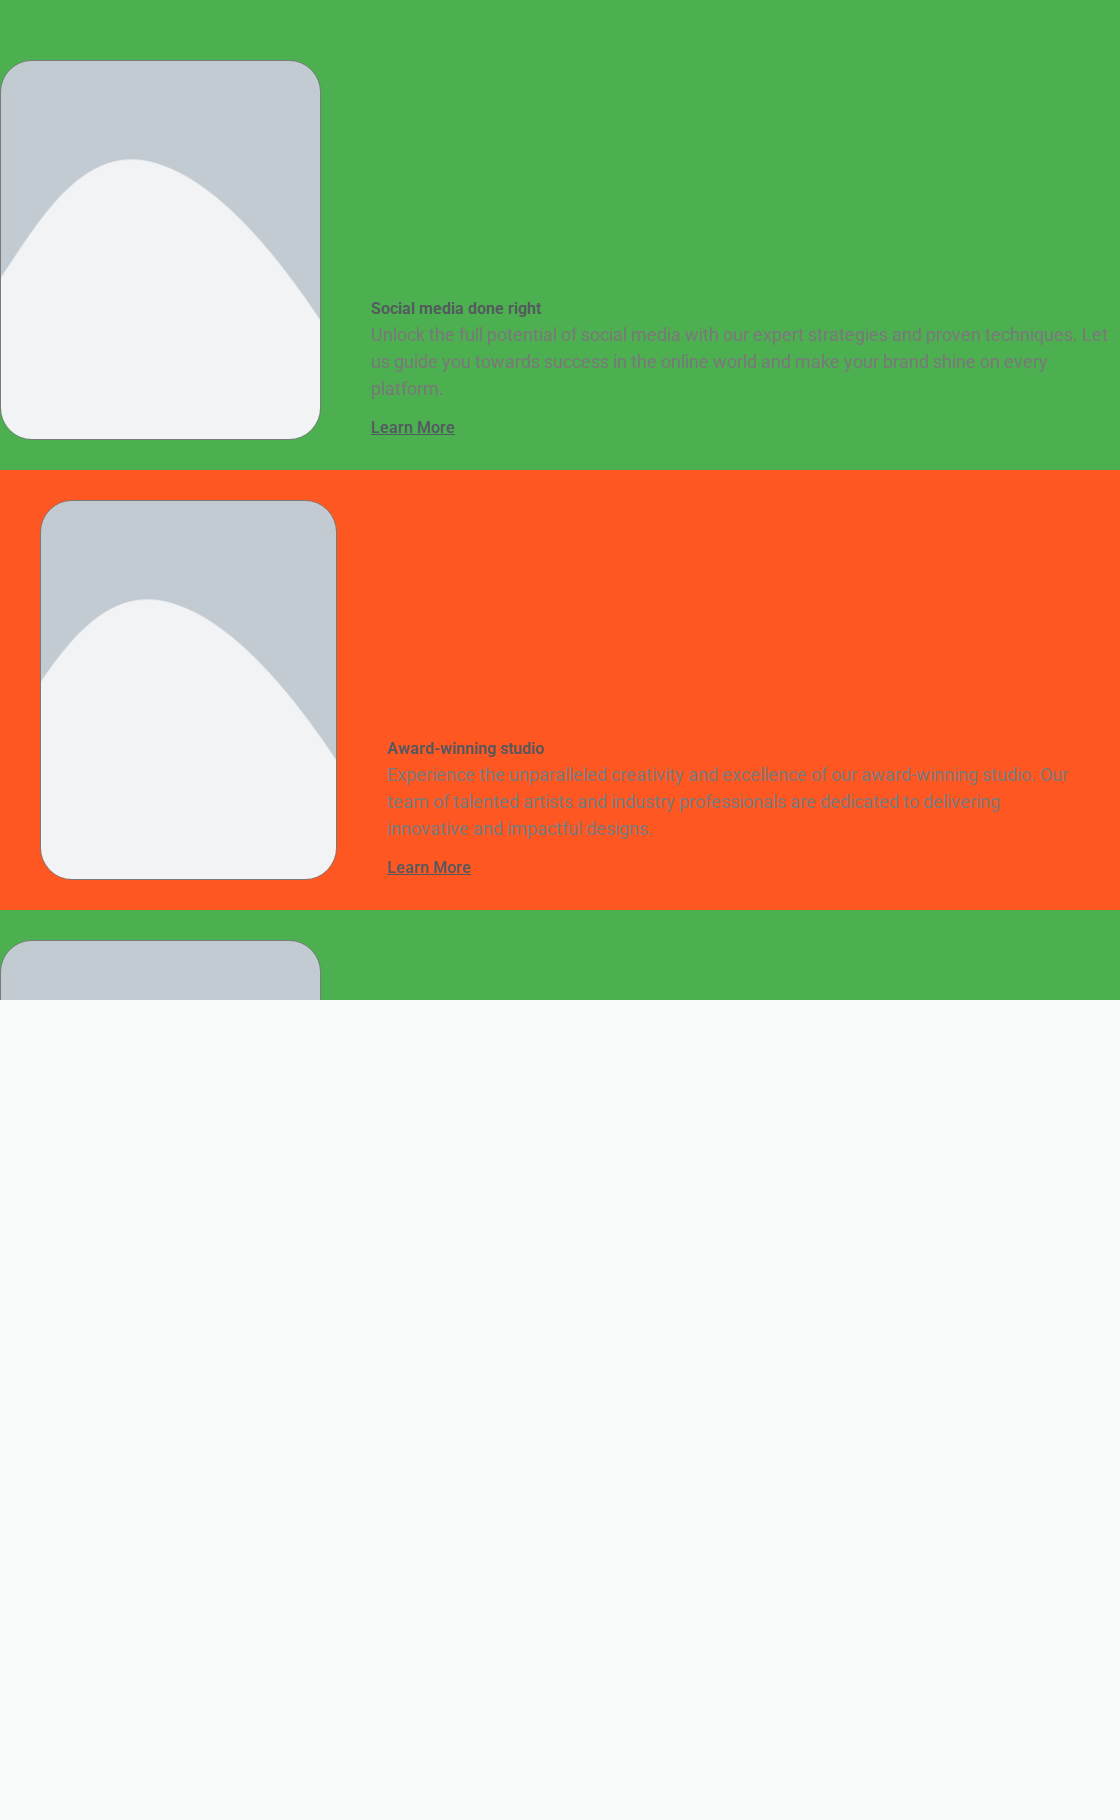 Social media done right
Unlock the full potential of social media with our expert strategies and proven techniques. Let
us guide you towards success in the online world and make your brand shine on every
platform.
Learn More
Award-winning studio
Experience the unparalleled creativity and excellence of our award-winning studio. Our
team of talented artists and industry professionals are dedicated to delivering
innovative and impactful designs.
Learn More